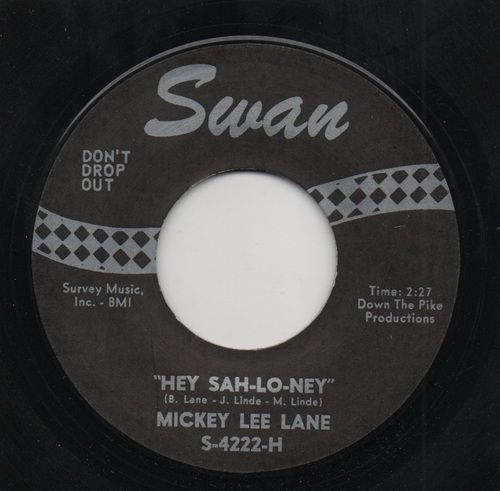 Swan
DON'T
DROP
OUT
Survey Music,
Inc. - BMI
Time: 2:27
Down The Pike
Productions
"HEY SAH-LO-NEY"
(B. Lane - J. Linde - M. Linde)
MICKEY LEE LANE
S-4222-H